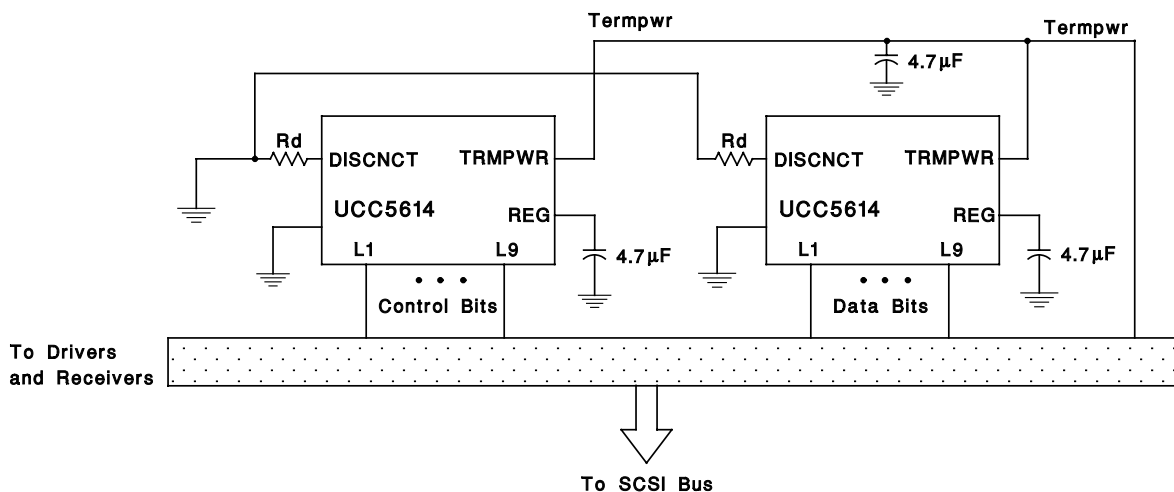 Termpwr
Termpwr
4.7µF
Rd
DISCNCT
TRMPWR
UCC5614
REG
L1
L9
4.7µF
Control Bits
Rd
DISCNCT
TRMPWR
UCC5614
REG
L1
L9
4.7µF
Data Bits
To Drivers
and Receivers
To SCSI Bus